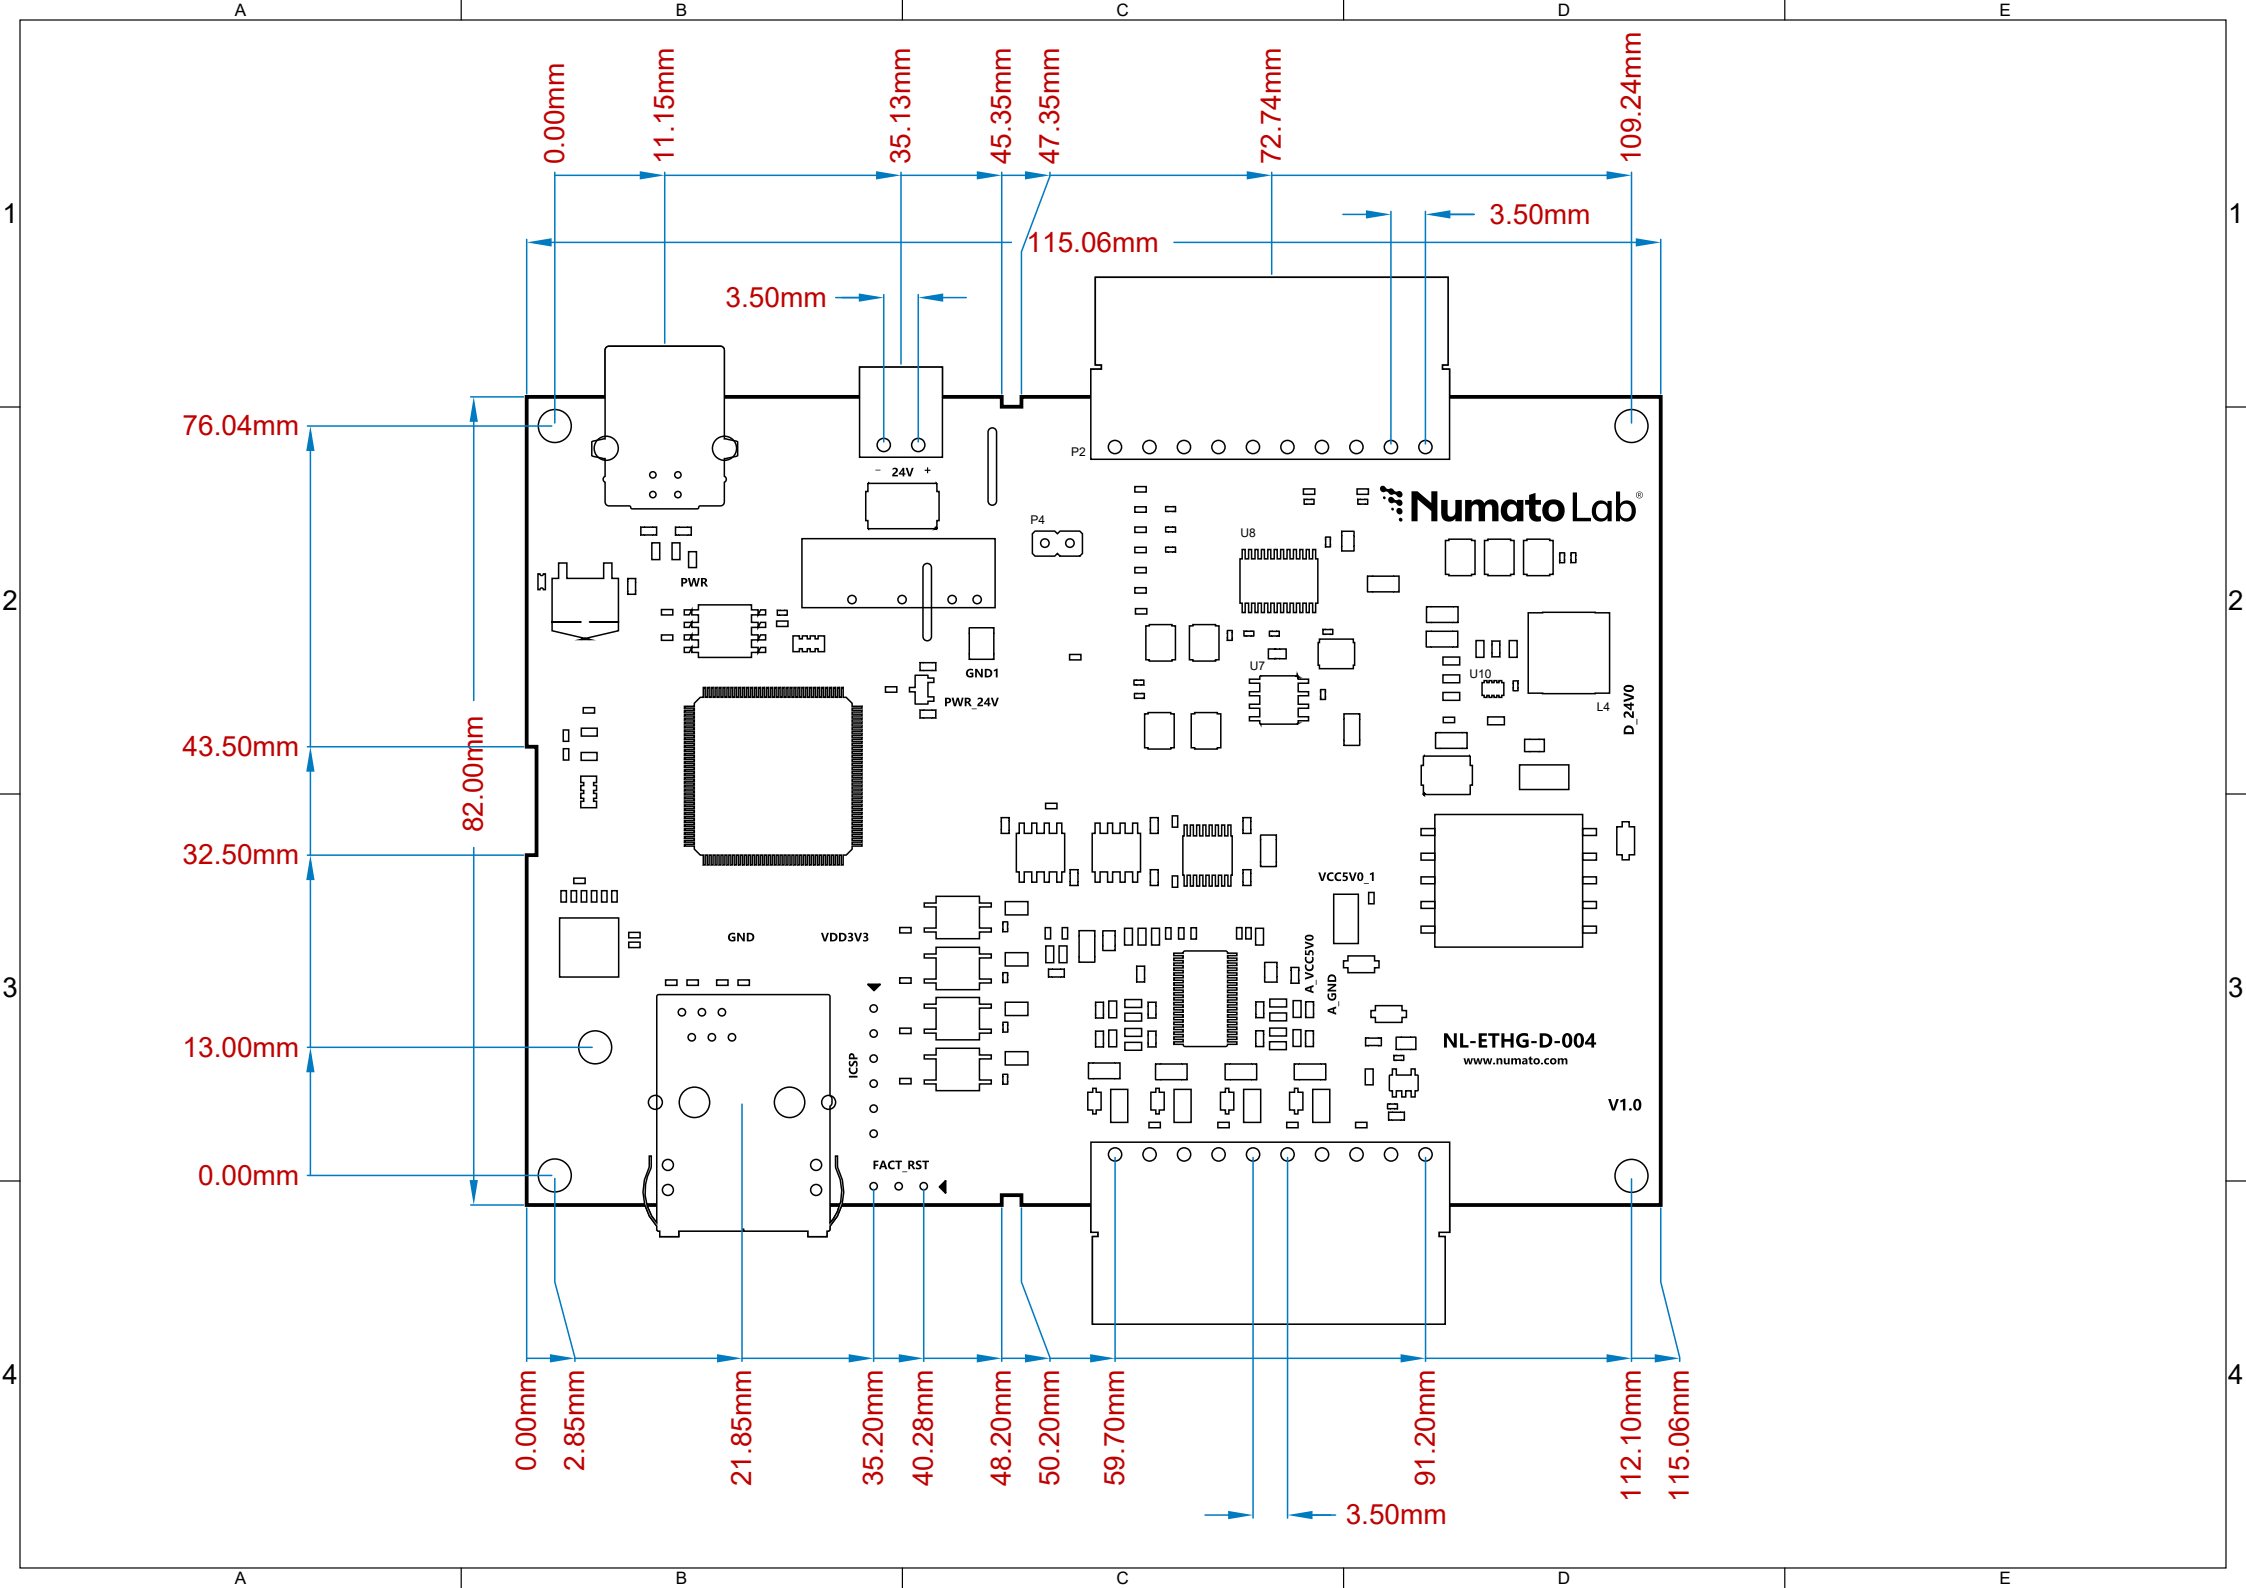 A B C D E
0.00mm
11.15mm
35.13mm
45.35mm
47.35mm
72.74mm
109.24mm
1 1
3.50mm
115.06mm
3.50mm
76.04mm
P2
- 24V +
Numato Lab®
P4
U8
PWR
2 2
U7
GND1
U10
PWR_24V
L4
D_24V0
43.50mm
82.00mm
32.50mm
VCC5V0_1
GND
VDD3V3
A_VCC5V0
A_GND
3 3
13.00mm
ICSP
NL-ETHG-D-004
www.numato.com
V1.0
FACT_RST
0.00mm
4 4
0.00mm
2.85mm
21.85mm
35.20mm
40.28mm
48.20mm
50.20mm
59.70mm
91.20mm
112.10mm
115.06mm
3.50mm
A B C D E